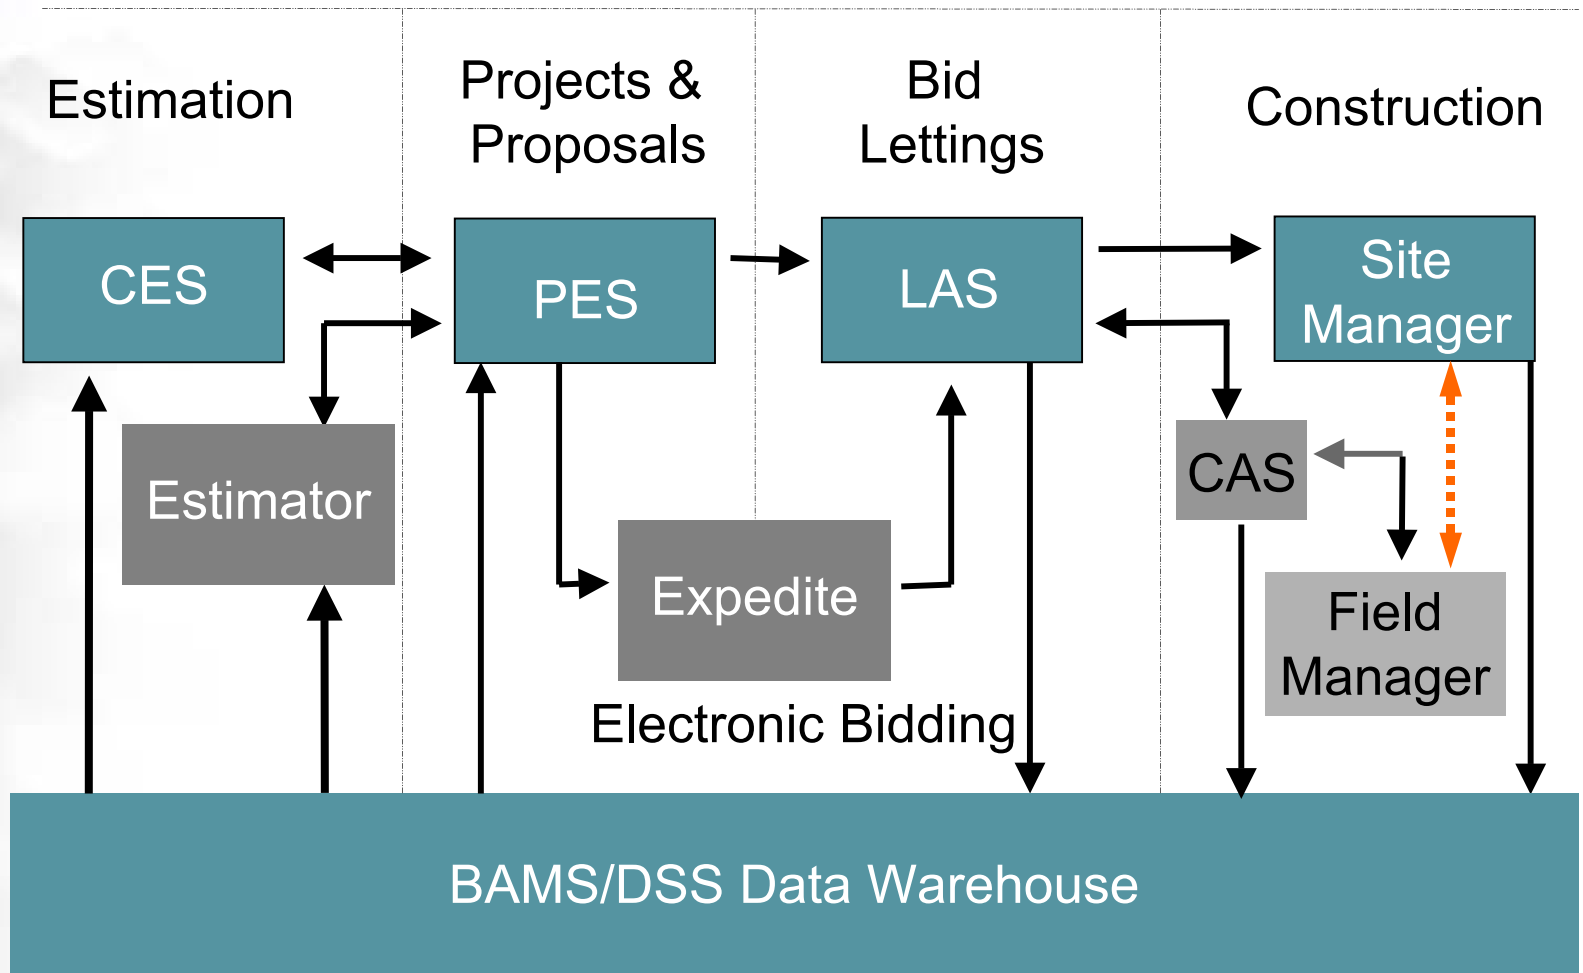 Estimation
Projects &
Proposals
Bid
Lettings
Construction
CES
PES
LAS
Site
Manager
Estimator
CAS
Expedite
Field
Manager
Electronic Bidding
BAMS/DSS Data Warehouse